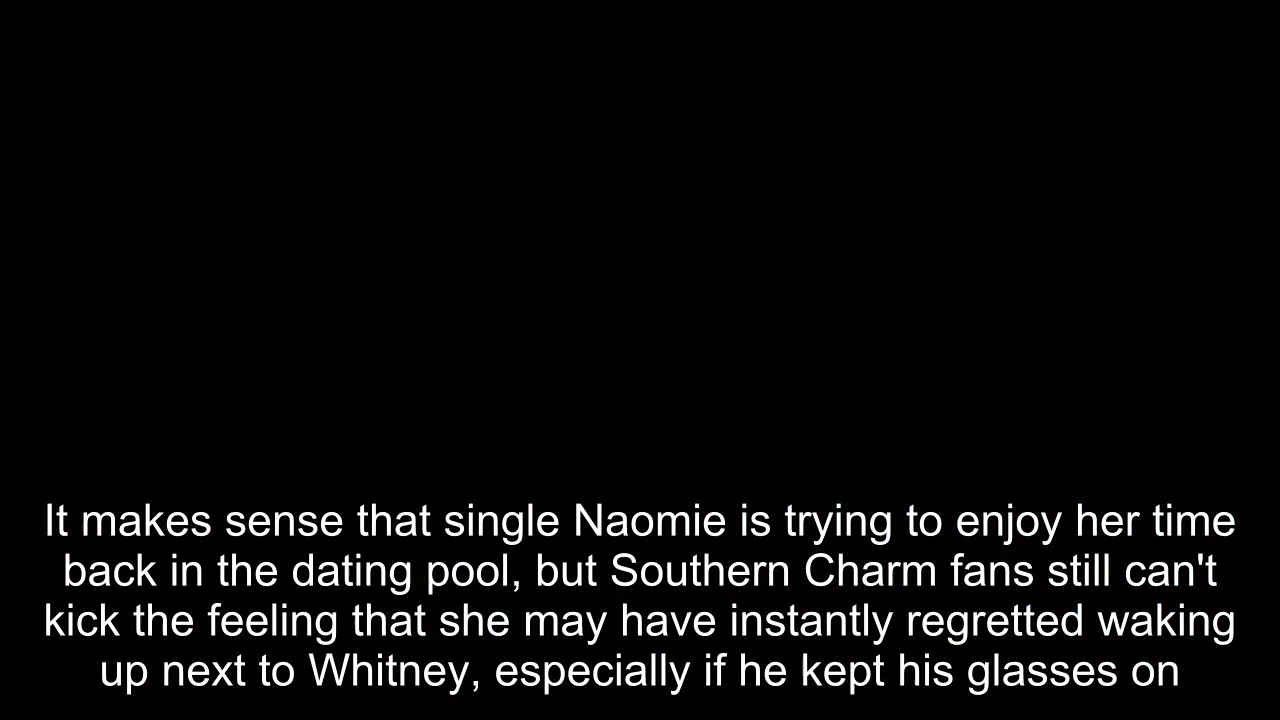 It makes sense that single Naomie is trying to enjoy her time
back in the dating pool, but Southern Charm fans still can't
kick the feeling that she may have instantly regretted waking
up next to Whitney, especially if he kept his glasses on